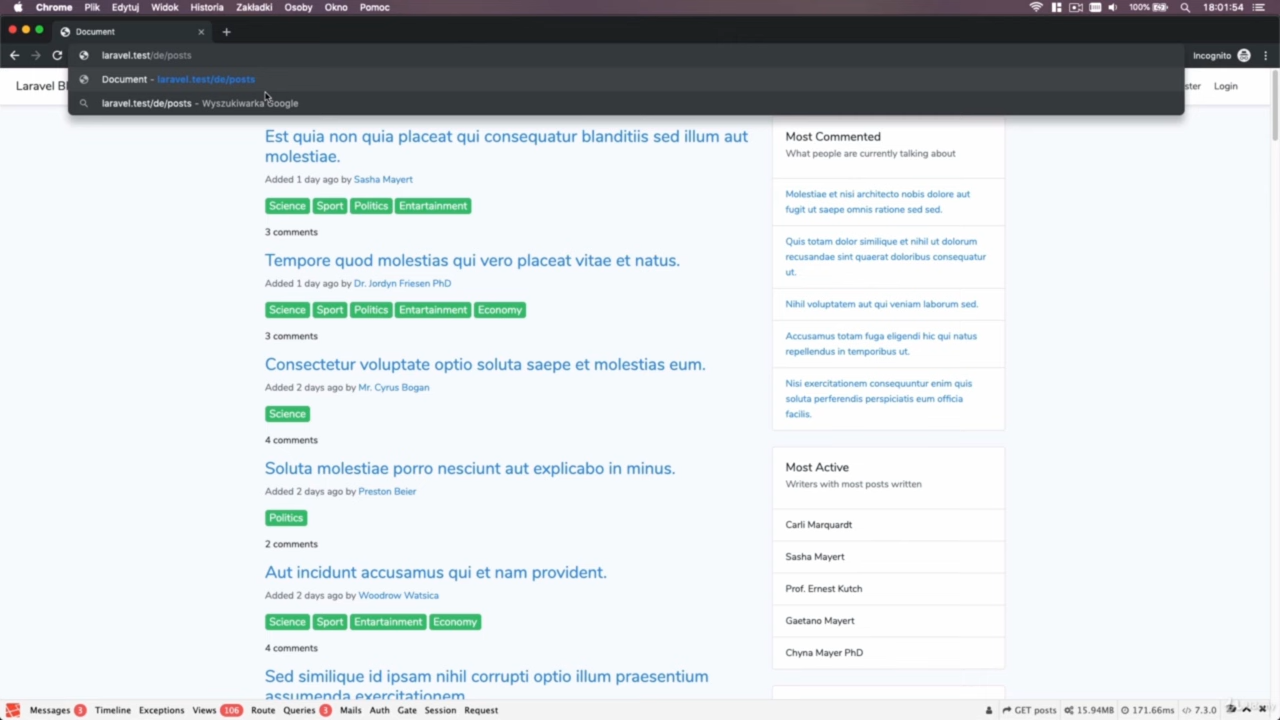 Chrome Plik Edytuj Widok Historia Zakładki Osoby Okno Pomoc 100% 18:01:54
Document
laravel.test/de/posts
Incognito
Document - laravel.test/de/posts
laravel.test/de/posts - Wyszukiwarka Google
Laravel Bl
ster Login
Est quia non quia placeat qui consequatur blanditiis sed illum aut
molestiae.
Added 1 day ago by Sasha Mayert
Science Sport Politics Entartainment
3 comments
Tempore quod molestias qui vero placeat vitae et natus.
Added 1 day ago by Dr. Jordyn Friesen PhD
Science Sport Politics Entartainment Economy
3 comments
Consectetur voluptate optio soluta saepe et molestias eum.
Added 2 days ago by Mr. Cyrus Bogan
Science
4 comments
Soluta molestiae porro nesciunt aut explicabo in minus.
Added 2 days ago by Preston Beier
Politics
2 comments
Aut incidunt accusamus qui et nam provident.
Added 2 days ago by Woodrow Watsica
Science Sport Entartainment Economy
4 comments
Sed similique id ipsam nihil corrupti optio illum praesentium
assumenda exercitationem
Most Commented
What people are currently talking about
Molestiae et nisi architecto nobis dolore aut
fugit ut saepe omnis ratione sed sed.
Quis totam dolor similique et nihil ut dolorum
recusandae sint quaerat doloribus consequatur
ut.
Nihil voluptatem aut qui veniam laborum sed.
Accusamus totam fuga eligendi hic qui natus
repellendus in temporibus ut.
Nisi exercitationem consequuntur enim quis
soluta perferendis perspiciatis eum officia
facilis.
Most Active
Writers with most posts written
Carli Marquardt
Sasha Mayert
Prof. Ernest Kutch
Gaetano Mayert
Chyna Mayer PhD
Messages 3 Timeline Exceptions Views 106 Route Queries 3 Mails Auth Gate Session Request GET posts 15.94MB 171.66ms 7.3.0